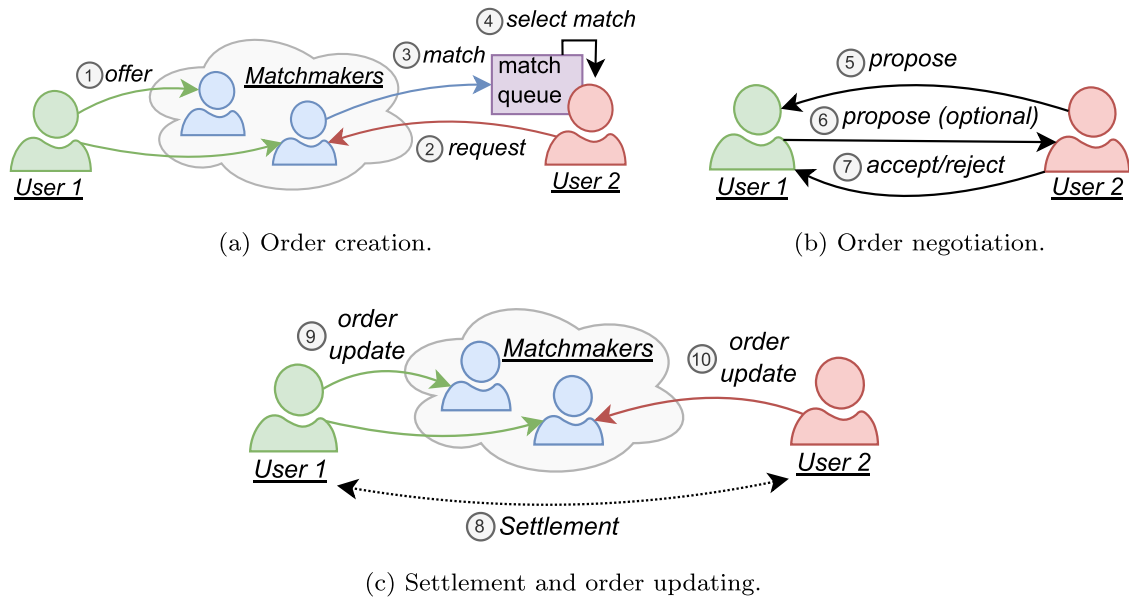 4 select match
1 offer
Matchmakers
3 match
match
queue
2 request
User 1
User 2
(a) Order creation.
5 propose
6 propose (optional)
7 accept/reject
User 1
User 2
(b) Order negotiation.
9 order
update
Matchmakers
10 order
update
User 1
User 2
8 Settlement
(c) Settlement and order updating.